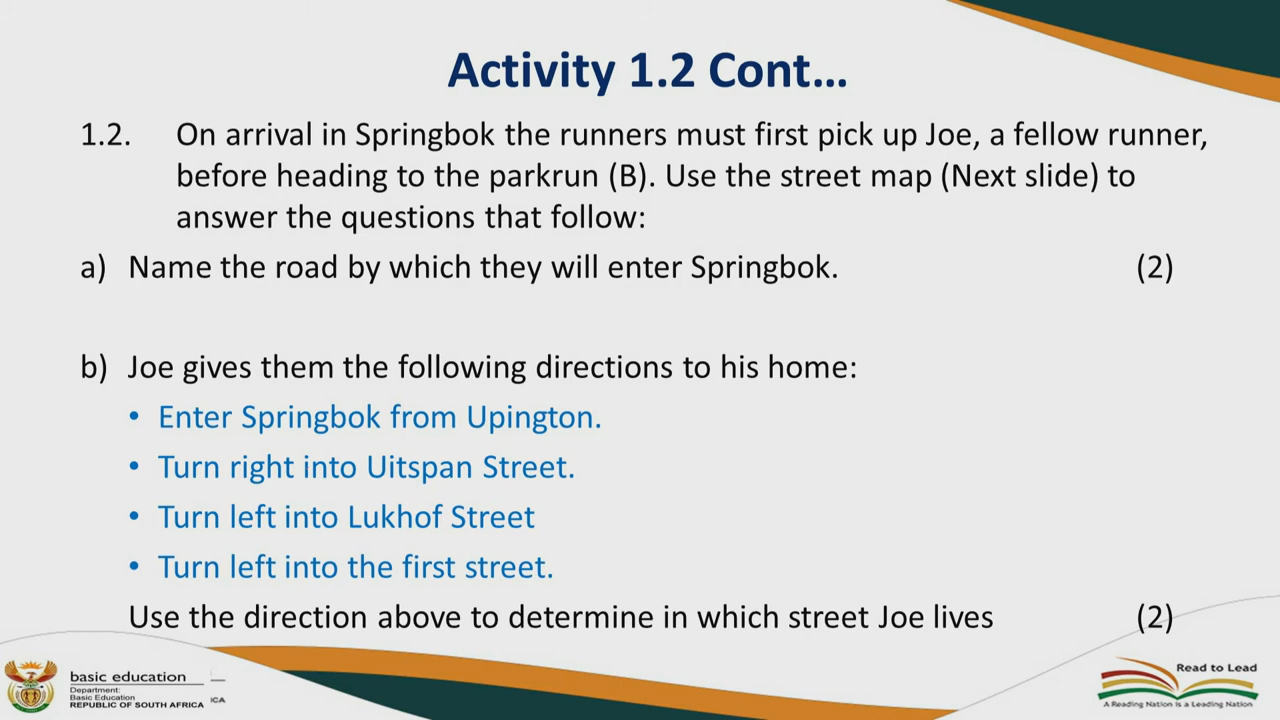 Activity 1.2 Cont...
1.2. On arrival in Springbok the runners must first pick up Joe, a fellow runner,
before heading to the parkrun (B). Use the street map (Next slide) to
answer the questions that follow:
a) Name the road by which they will enter Springbok. (2)
b) Joe gives them the following directions to his home:
• Enter Springbok from Upington.
• Turn right into Uitspan Street.
• Turn left into Lukhof Street
• Turn left into the first street.
Use the direction above to determine in which street Joe lives (2)
basic education
Department:
Basic Education
REPUBLIC OF SOUTH AFRICA
ICA
Read to Lead
A Reading Nation is a Leading Nation